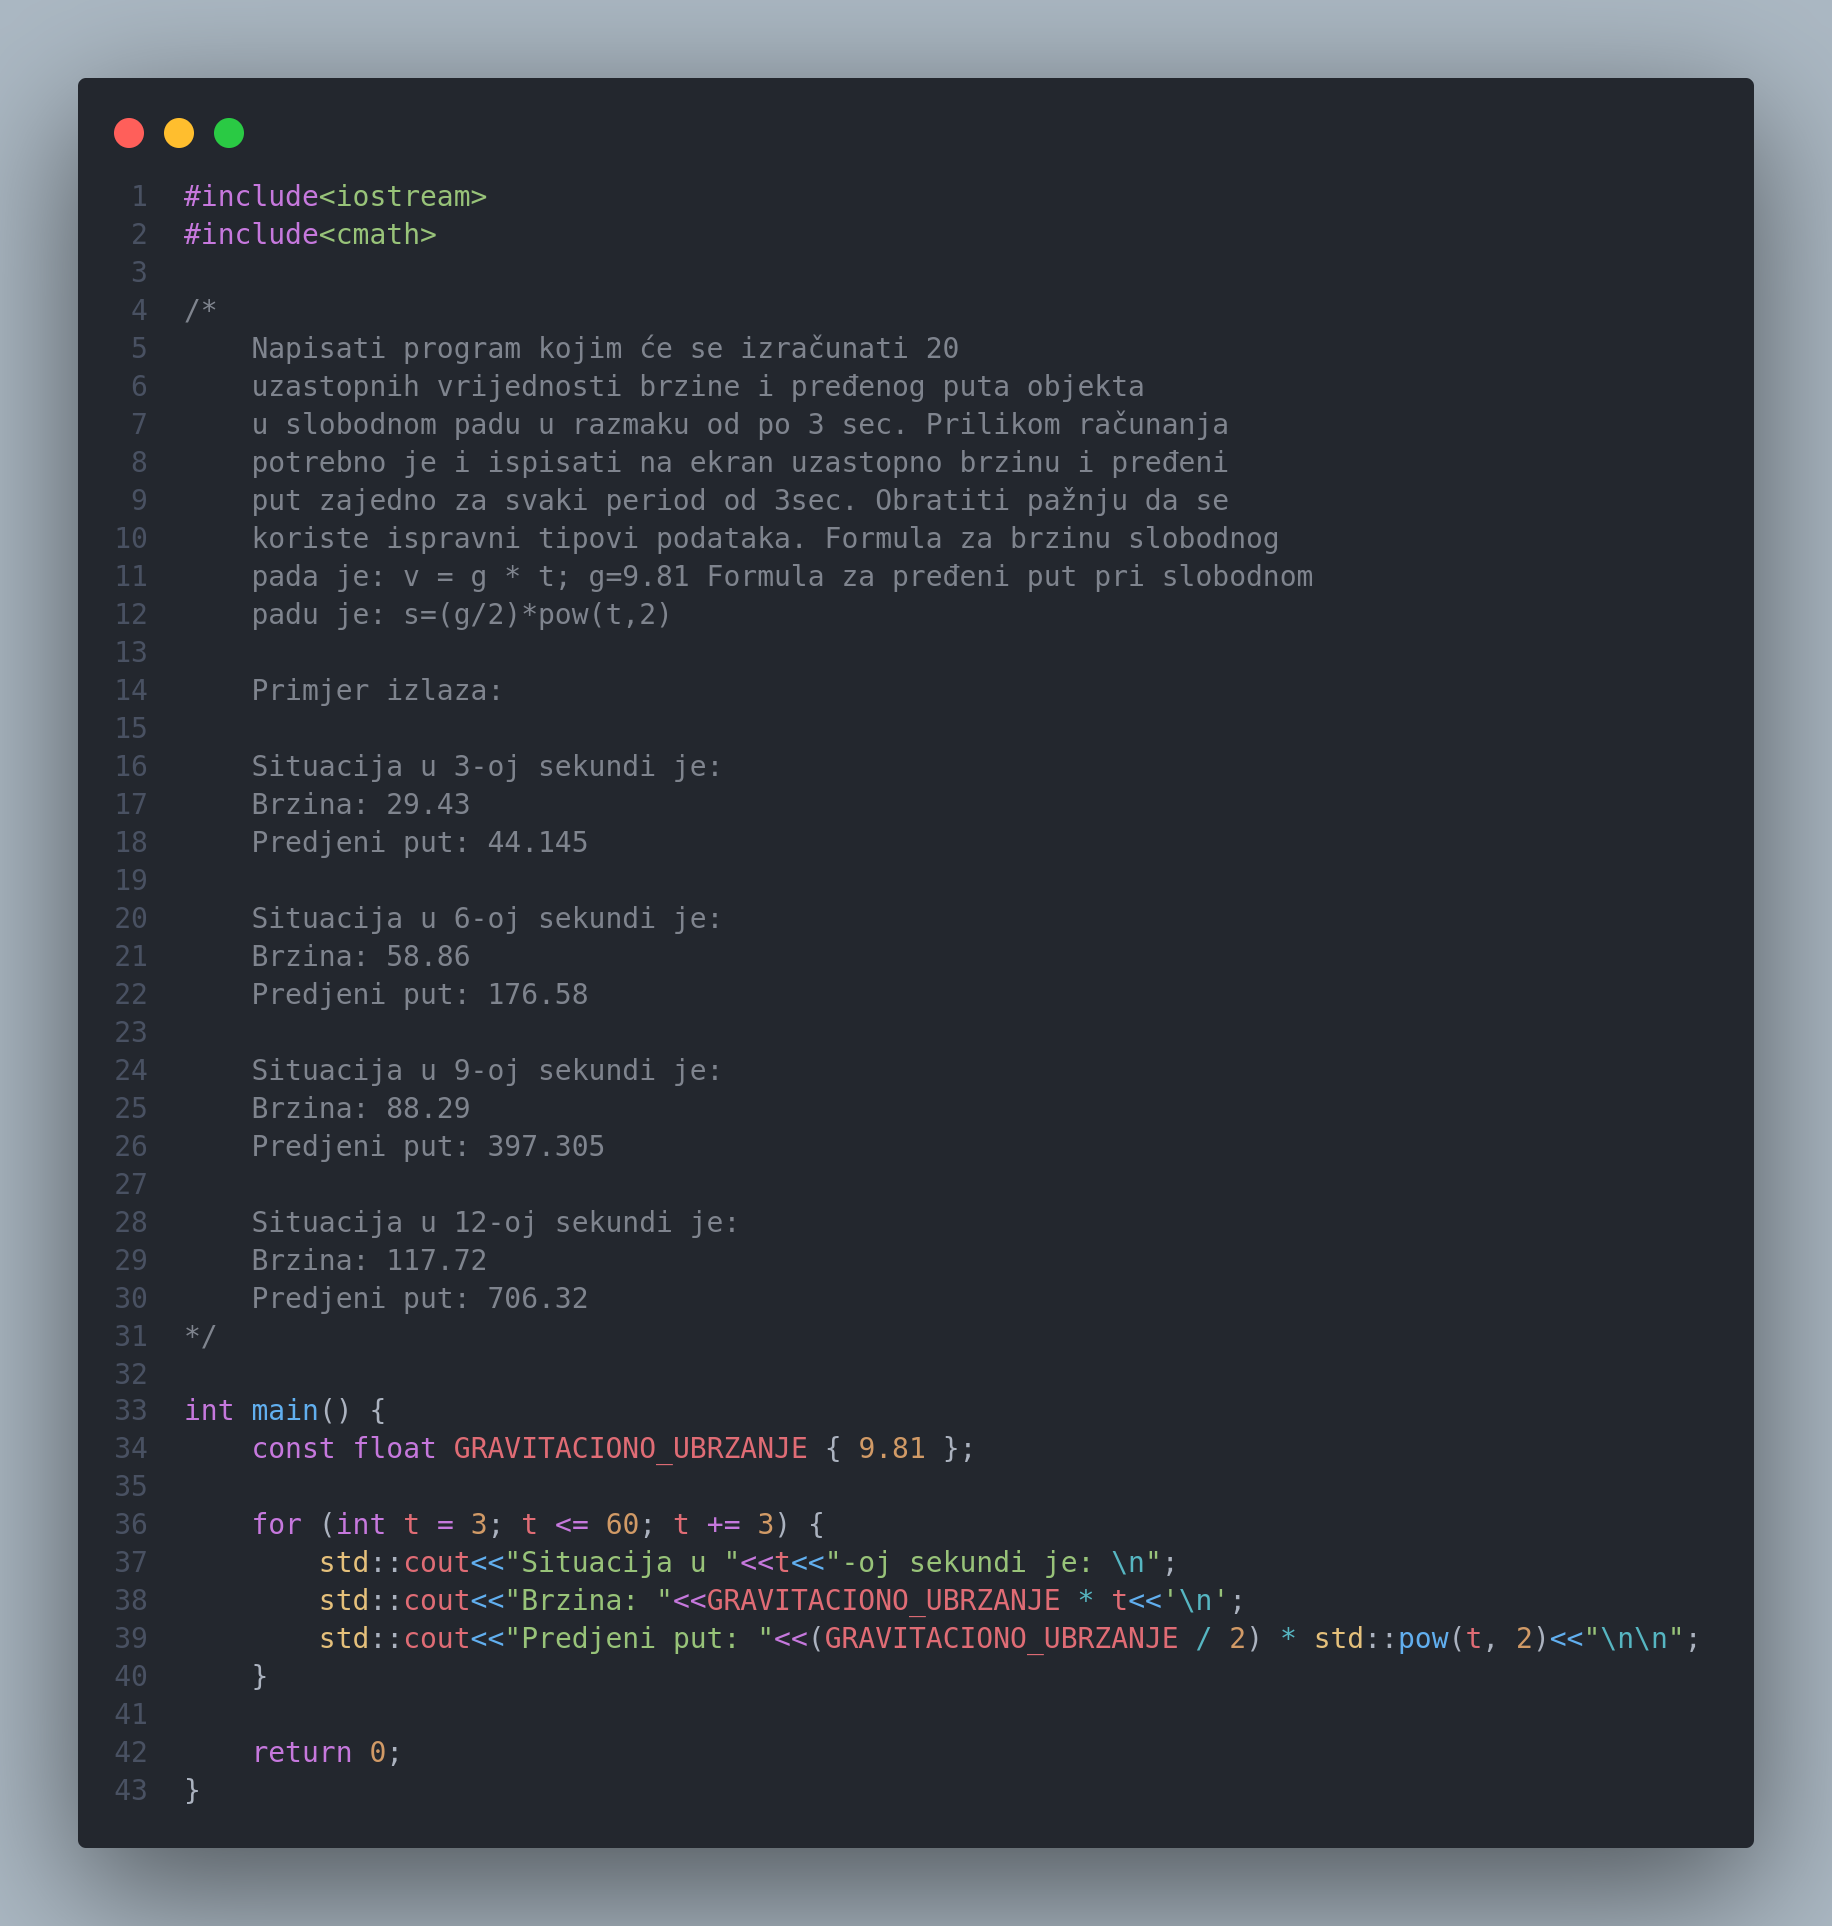 1 #include<iostream>
2 #include<cmath>
3
4 /*
5     Napisati program kojim će se izračunati 20
6     uzastopnih vrijednosti brzine i pređenog puta objekta
7     u slobodnom padu u razmaku od po 3 sec. Prilikom računanja
8     potrebno je i ispisati na ekran uzastopno brzinu i pređeni
9     put zajedno za svaki period od 3sec. Obratiti pažnju da se
10     koriste ispravni tipovi podataka. Formula za brzinu slobodnog
11     pada je: v = g * t; g=9.81 Formula za pređeni put pri slobodnom
12     padu je: s=(g/2)*pow(t,2)
13
14     Primjer izlaza:
15
16     Situacija u 3-oj sekundi je:
17     Brzina: 29.43
18     Predjeni put: 44.145
19
20     Situacija u 6-oj sekundi je:
21     Brzina: 58.86
22     Predjeni put: 176.58
23
24     Situacija u 9-oj sekundi je:
25     Brzina: 88.29
26     Predjeni put: 397.305
27
28     Situacija u 12-oj sekundi je:
29     Brzina: 117.72
30     Predjeni put: 706.32
31 */
32
33 int main() {
34     const float GRAVITACIONO_UBRZANJE { 9.81 };
35
36     for (int t = 3; t <= 60; t += 3) {
37         std::cout<<"Situacija u "<<t<<"-oj sekundi je: \n";
38         std::cout<<"Brzina: "<<GRAVITACIONO_UBRZANJE * t<<'\n';
39         std::cout<<"Predjeni put: "<<(GRAVITACIONO_UBRZANJE / 2) * std::pow(t, 2)<<"\n\n";
40     }
41
42     return 0;
43 }